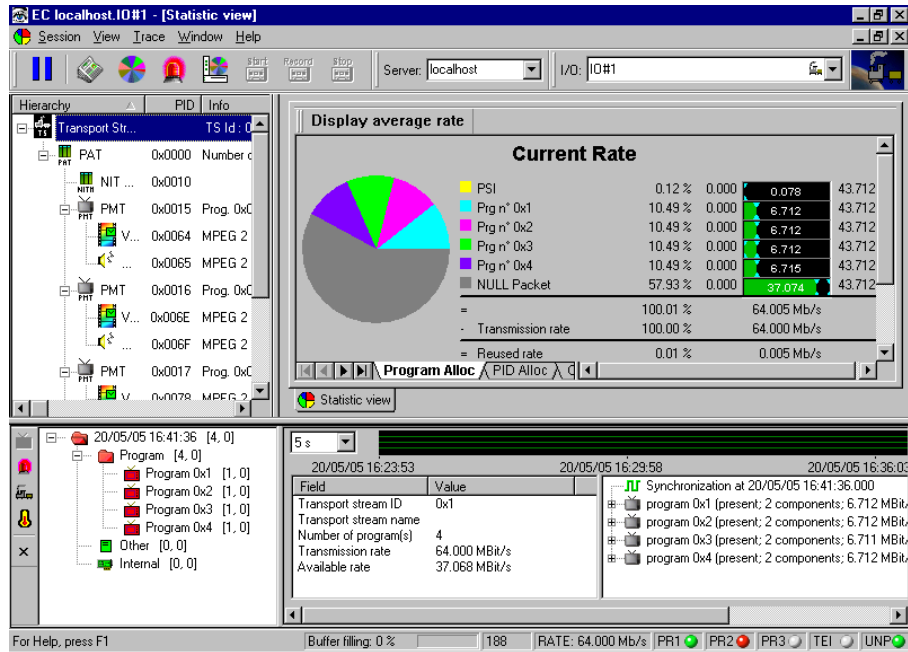 EC localhost.IO#1 - [Statistic view]
Session View Trace Window Help
Start Record Stop
Server: localhost I/O: IO#1
Hierarchy PID Info
Transport Str... TS Id : 0
PAT 0x0000 Number c
NIT ... 0x0010
PMT 0x0015 Prog. 0x0
V... 0x0064 MPEG 2
... 0x0065 MPEG 2
PMT 0x0016 Prog. 0x0
V... 0x006E MPEG 2
... 0x006F MPEG 2
PMT 0x0017 Prog. 0x0
V 0x0078 MPEG 2
Display average rate
Current Rate
PSI 0.12 % 0.000 0.078 43.712
Prg n° 0x1 10.49 % 0.000 6.712 43.712
Prg n° 0x2 10.49 % 0.000 6.712 43.712
Prg n° 0x3 10.49 % 0.000 6.712 43.712
Prg n° 0x4 10.49 % 0.000 6.715 43.712
NULL Packet 57.93 % 0.000 37.074 43.712
= 100.01 % 64.005 Mb/s
- Transmission rate 100.00 % 64.000 Mb/s
= Reused rate 0.01 % 0.005 Mb/s
Program Alloc PID Alloc
Statistic view
20/05/05 16:41:36 [4, 0]
Program [4, 0]
Program 0x1 [1, 0]
Program 0x2 [1, 0]
Program 0x3 [1, 0]
Program 0x4 [1, 0]
Other [0, 0]
Internal [0, 0]
5 s
20/05/05 16:23:53 20/05/05 16:29:58 20/05/05 16:36:03
Field Value
Transport stream ID 0x1
Transport stream name
Number of program(s) 4
Transmission rate 64.000 MBit/s
Available rate 37.068 MBit/s
Synchronization at 20/05/05 16:41:36.000
program 0x1 (present; 2 components; 6.712 MBit/
program 0x2 (present; 2 components; 6.712 MBit/
program 0x3 (present; 2 components; 6.711 MBit/
program 0x4 (present; 2 components; 6.712 MBit/
For Help, press F1 Buffer filling: 0 % 188 RATE: 64.000 Mb/s PR1 PR2 PR3 TEI UNP